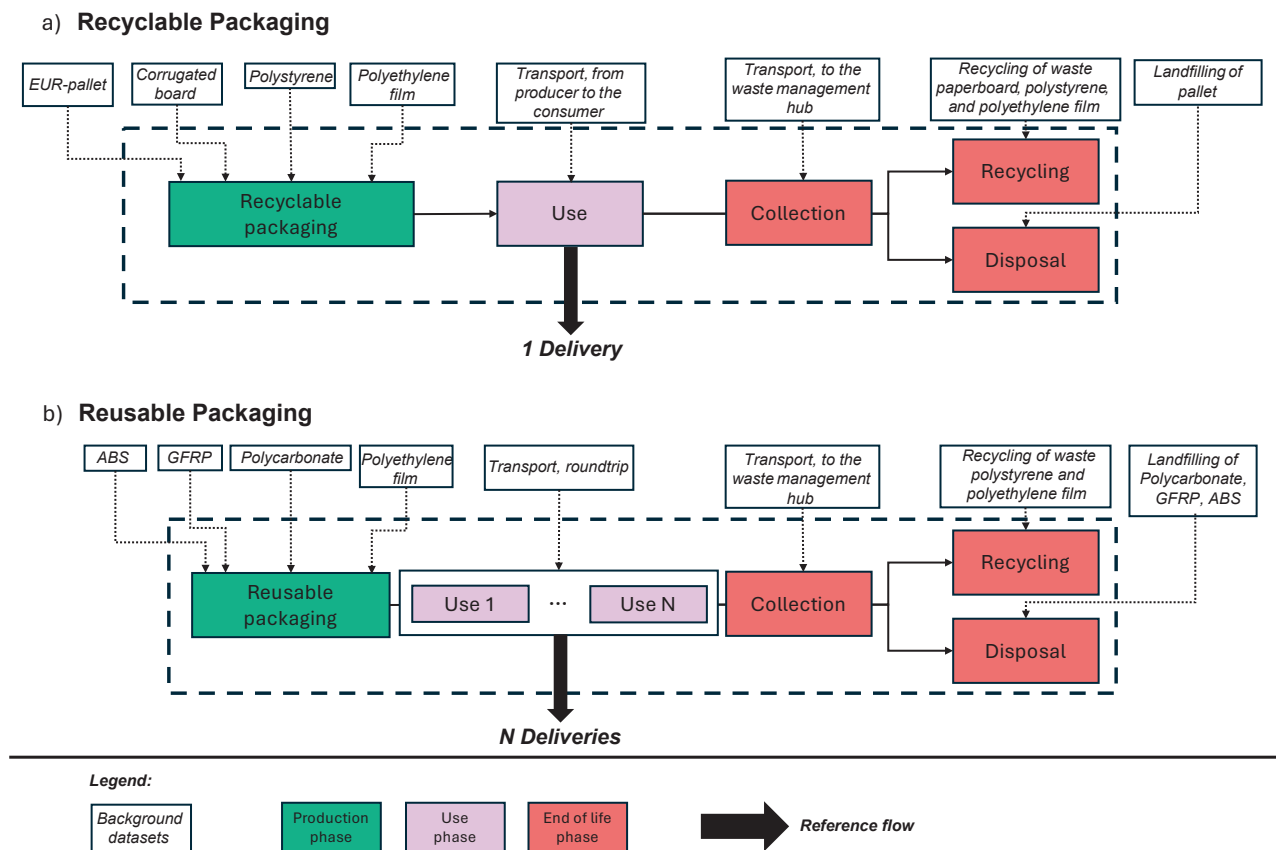 a) Recyclable Packaging
EUR-pallet
Corrugated
board
Polystyrene
Polyethylene
film
Transport, from
producer to the
consumer
Transport, to the
waste management
hub
Recycling of waste
paperboard, polystyrene,
and polyethylene film
Landfilling of
pallet
Recyclable
packaging
Use
Collection
Recycling
Disposal
1 Delivery
b) Reusable Packaging
ABS
GFRP
Polycarbonate
Polyethylene
film
Transport, roundtrip
Transport, to the
waste management
hub
Recycling of waste
polystyrene and
polyethylene film
Landfilling of
Polycarbonate,
GFRP, ABS
Reusable
packaging
Use 1
...
Use N
Collection
Recycling
Disposal
N Deliveries
Legend:
Background
datasets
Production
phase
Use
phase
End of life
phase
Reference flow